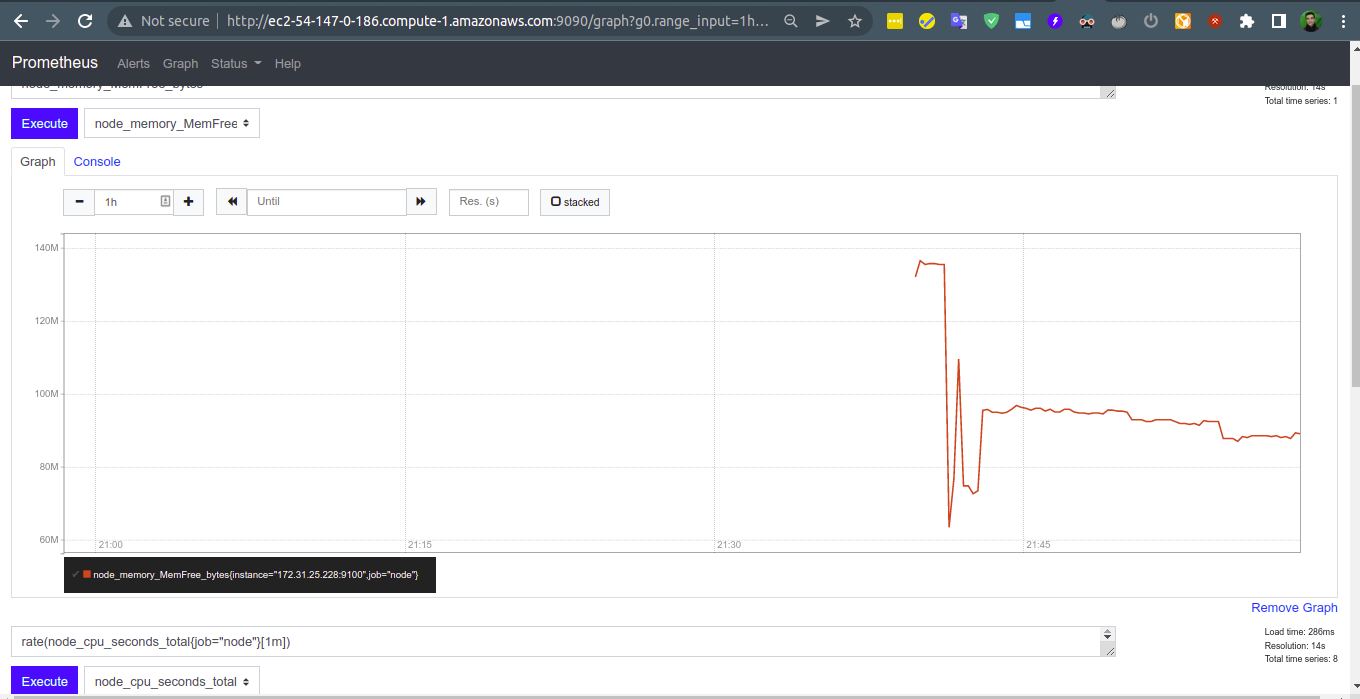 Not secure http://ec2-54-147-0-186.compute-1.amazonaws.com:9090/graph?g0.range_input=1h...
Prometheus Alerts Graph Status Help
node_memory_MemFree_bytes
Resolution: 14s
Total time series: 1
Execute node_memory_MemFree
Graph Console
1h Until Res. (s) stacked
140M
120M
100M
80M
60M
21:00 21:15 21:30 21:45
node_memory_MemFree_bytes{instance="172.31.25.228:9100",job="node"}
Remove Graph
rate(node_cpu_seconds_total{job="node"}[1m])
Load time: 286ms
Resolution: 14s
Total time series: 8
Execute node_cpu_seconds_total